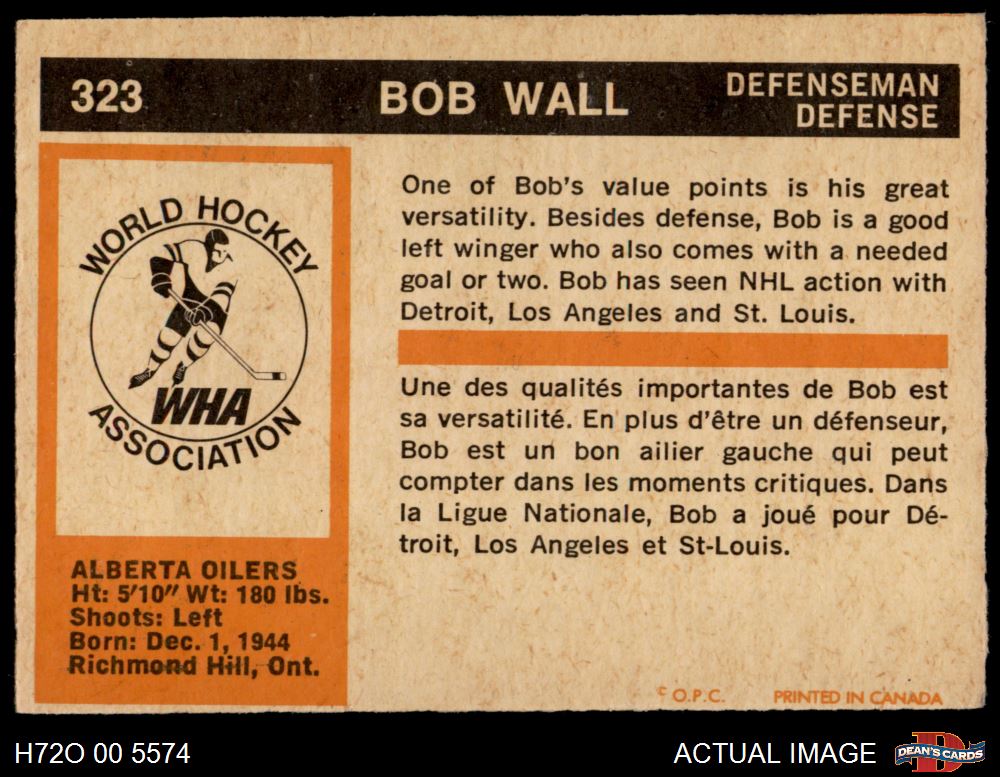 323
BOB WALL
DEFENSEMAN
DEFENSE
WORLD HOCKEY
WHA
ASSOCIATION
ALBERTA OILERS
Ht: 5'10" Wt: 180 lbs.
Shoots: Left
Born: Dec. 1, 1944
Richmond Hill, Ont.
One of Bob's value points is his great
versatility. Besides defense, Bob is a good
left winger who also comes with a needed
goal or two. Bob has seen NHL action with
Detroit, Los Angeles and St. Louis.
Une des qualités importantes de Bob est
sa versatilité. En plus d'être un défenseur,
Bob est un bon ailier gauche qui peut
compter dans les moments critiques. Dans
la Ligue Nationale, Bob a joué pour Dé-
troit, Los Angeles et St-Louis.
© O.P.C. PRINTED IN CANADA
H72O 00 5574
ACTUAL IMAGE
DEAN'S CARDS